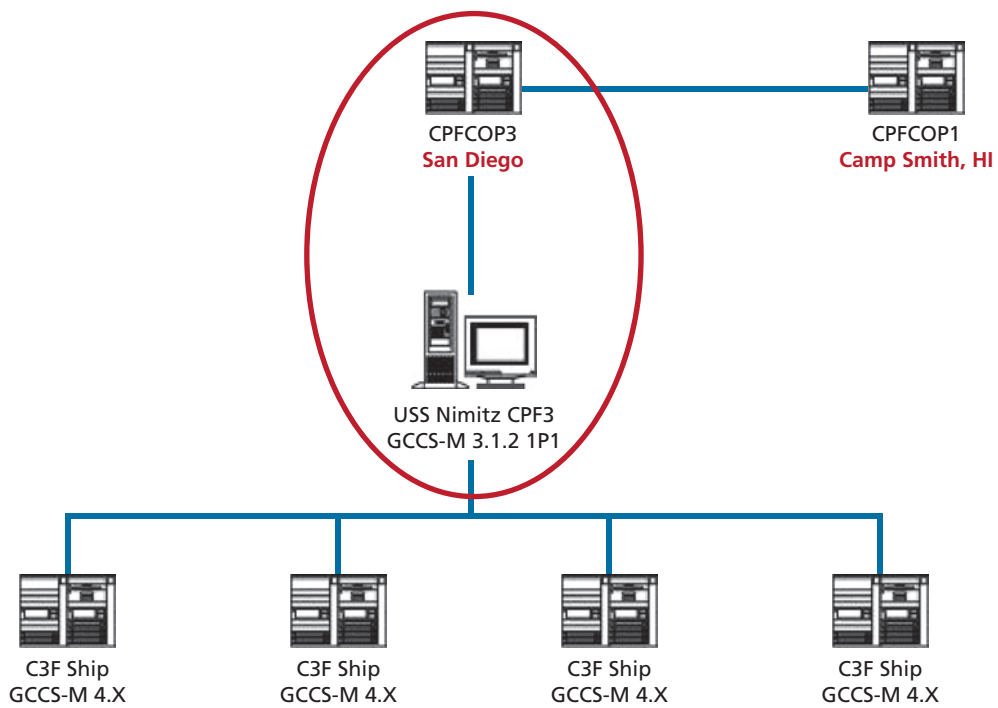 CPFCOP3
San Diego
CPFCOP1
Camp Smith, HI
USS Nimitz CPF3
GCCS-M 3.1.2 1P1
C3F Ship
GCCS-M 4.X
C3F Ship
GCCS-M 4.X
C3F Ship
GCCS-M 4.X
C3F Ship
GCCS-M 4.X